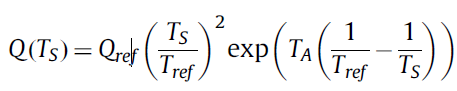 Q(T_S) = Q_ref (T_S / T_ref)^2 exp(T_A (1/T_ref − 1/T_S))